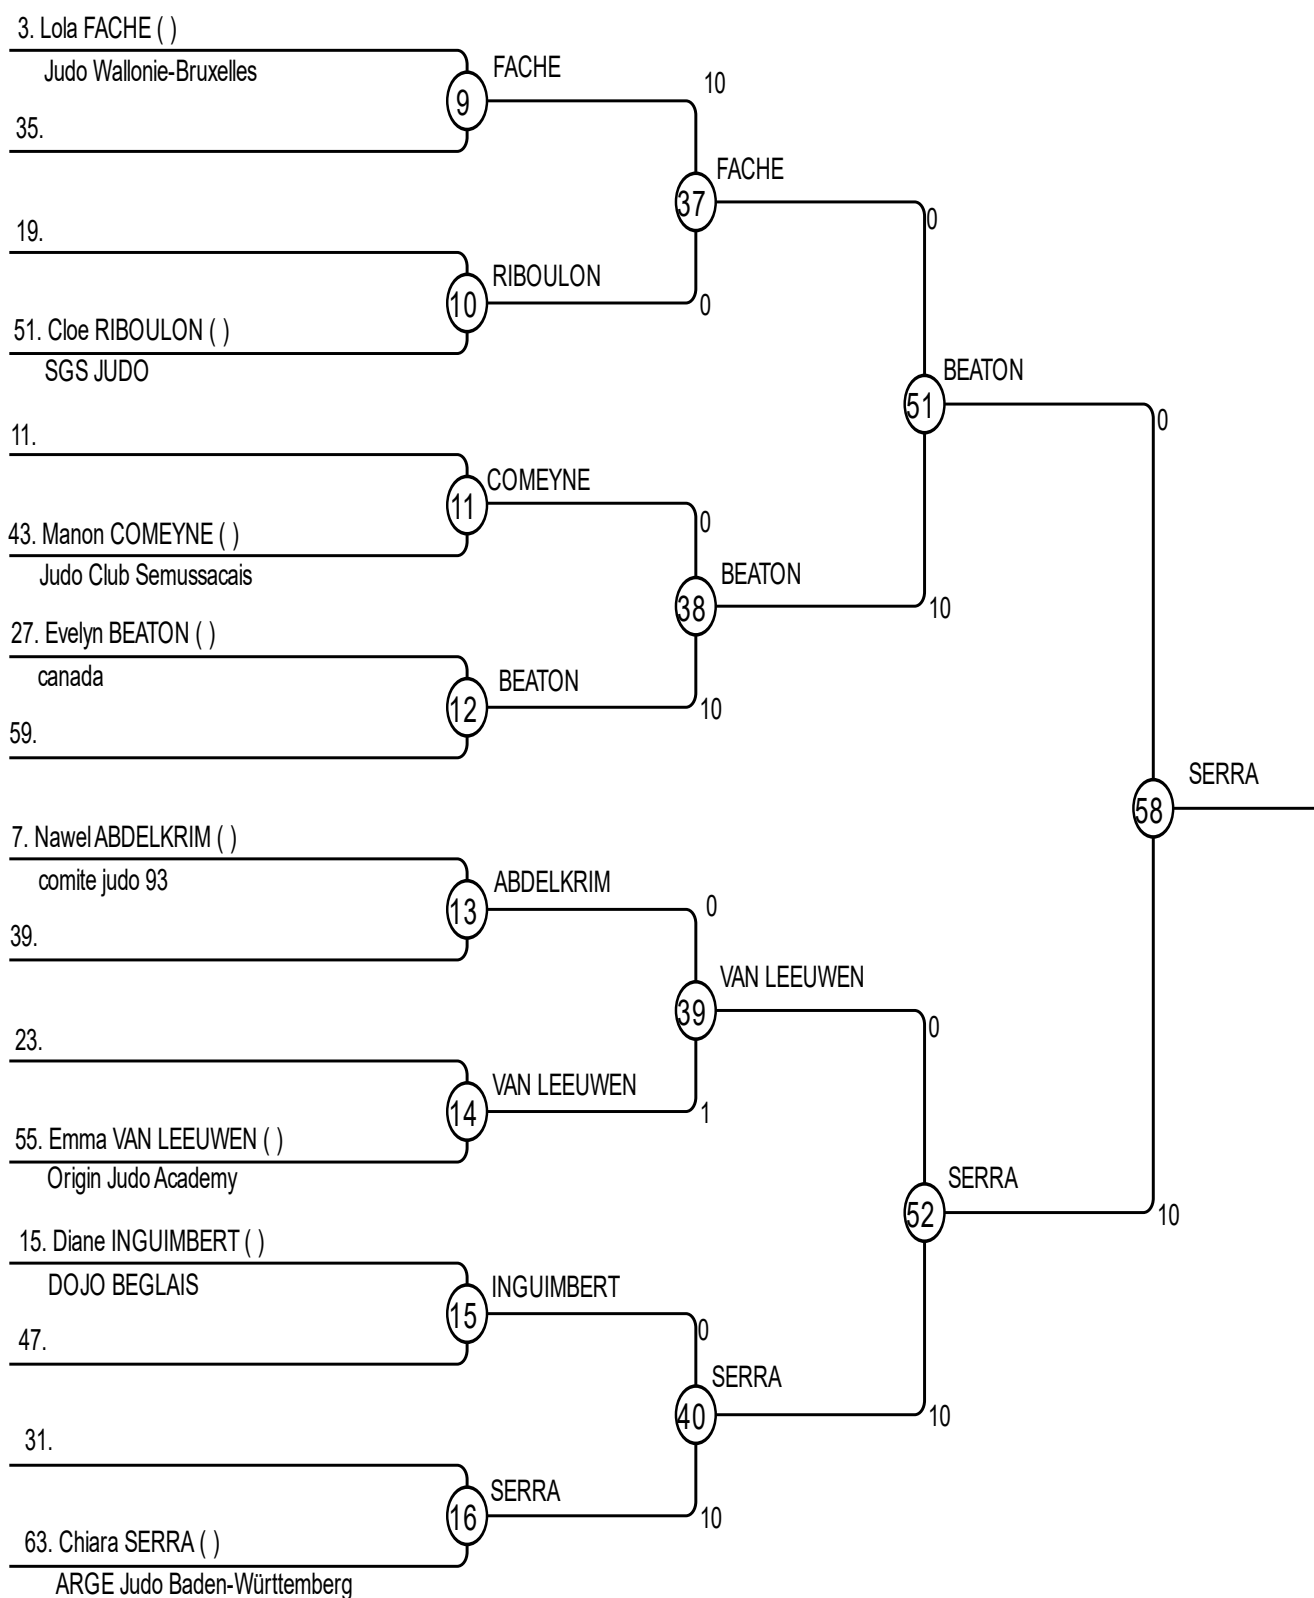 3. Lola FACHE ( )
Judo Wallonie-Bruxelles
9
FACHE
10
35.
37
FACHE
19.
0
10
RIBOULON
0
51. Cloe RIBOULON ( )
SGS JUDO
51
BEATON
0
11.
11
COMEYNE
0
43. Manon COMEYNE ( )
Judo Club Semussacais
38
BEATON
10
27. Evelyn BEATON ( )
canada
12
BEATON
10
59.
58
SERRA
7. Nawel ABDELKRIM ( )
comite judo 93
13
ABDELKRIM
0
39.
39
VAN LEEUWEN
0
23.
14
VAN LEEUWEN
1
55. Emma VAN LEEUWEN ( )
Origin Judo Academy
52
SERRA
10
15. Diane INGUIMBERT ( )
DOJO BEGLAIS
15
INGUIMBERT
0
47.
40
SERRA
10
31.
16
SERRA
10
63. Chiara SERRA ( )
ARGE Judo Baden-Württemberg